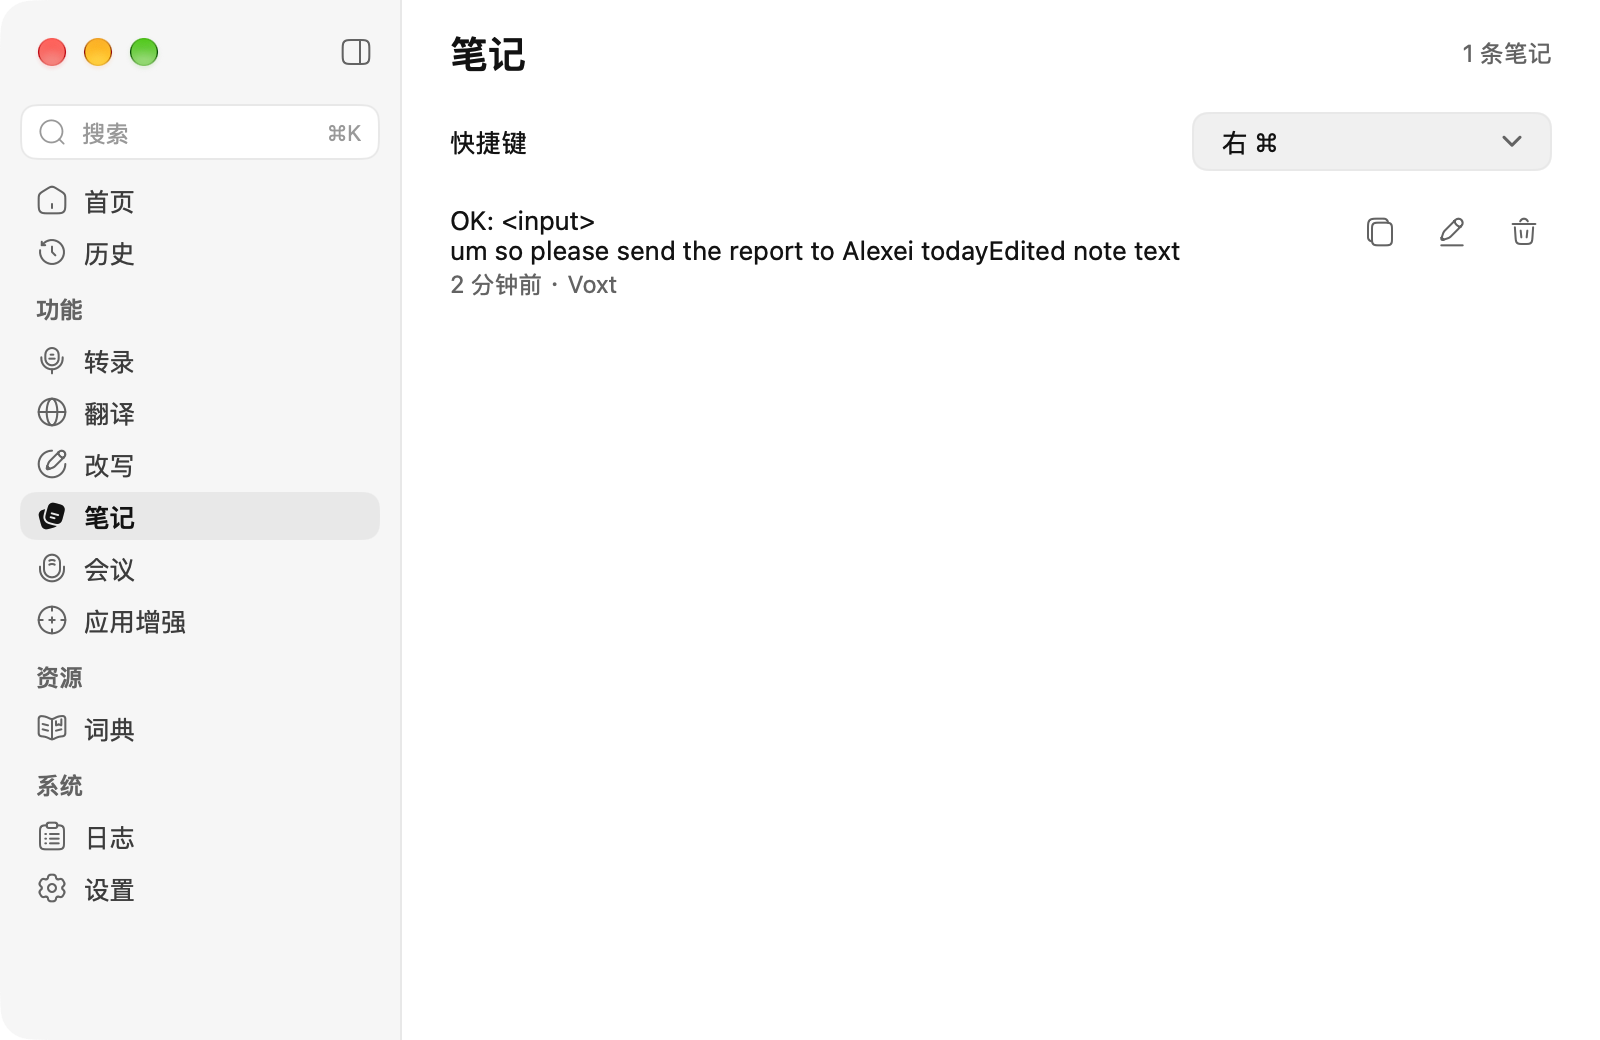 搜索 ⌘K
首页
历史
功能
转录
翻译
改写
笔记
会议
应用增强
资源
词典
系统
日志
设置
笔记
1 条笔记
快捷键
右 ⌘
OK: <input>
um so please send the report to Alexei todayEdited note text
2 分钟前 · Voxt